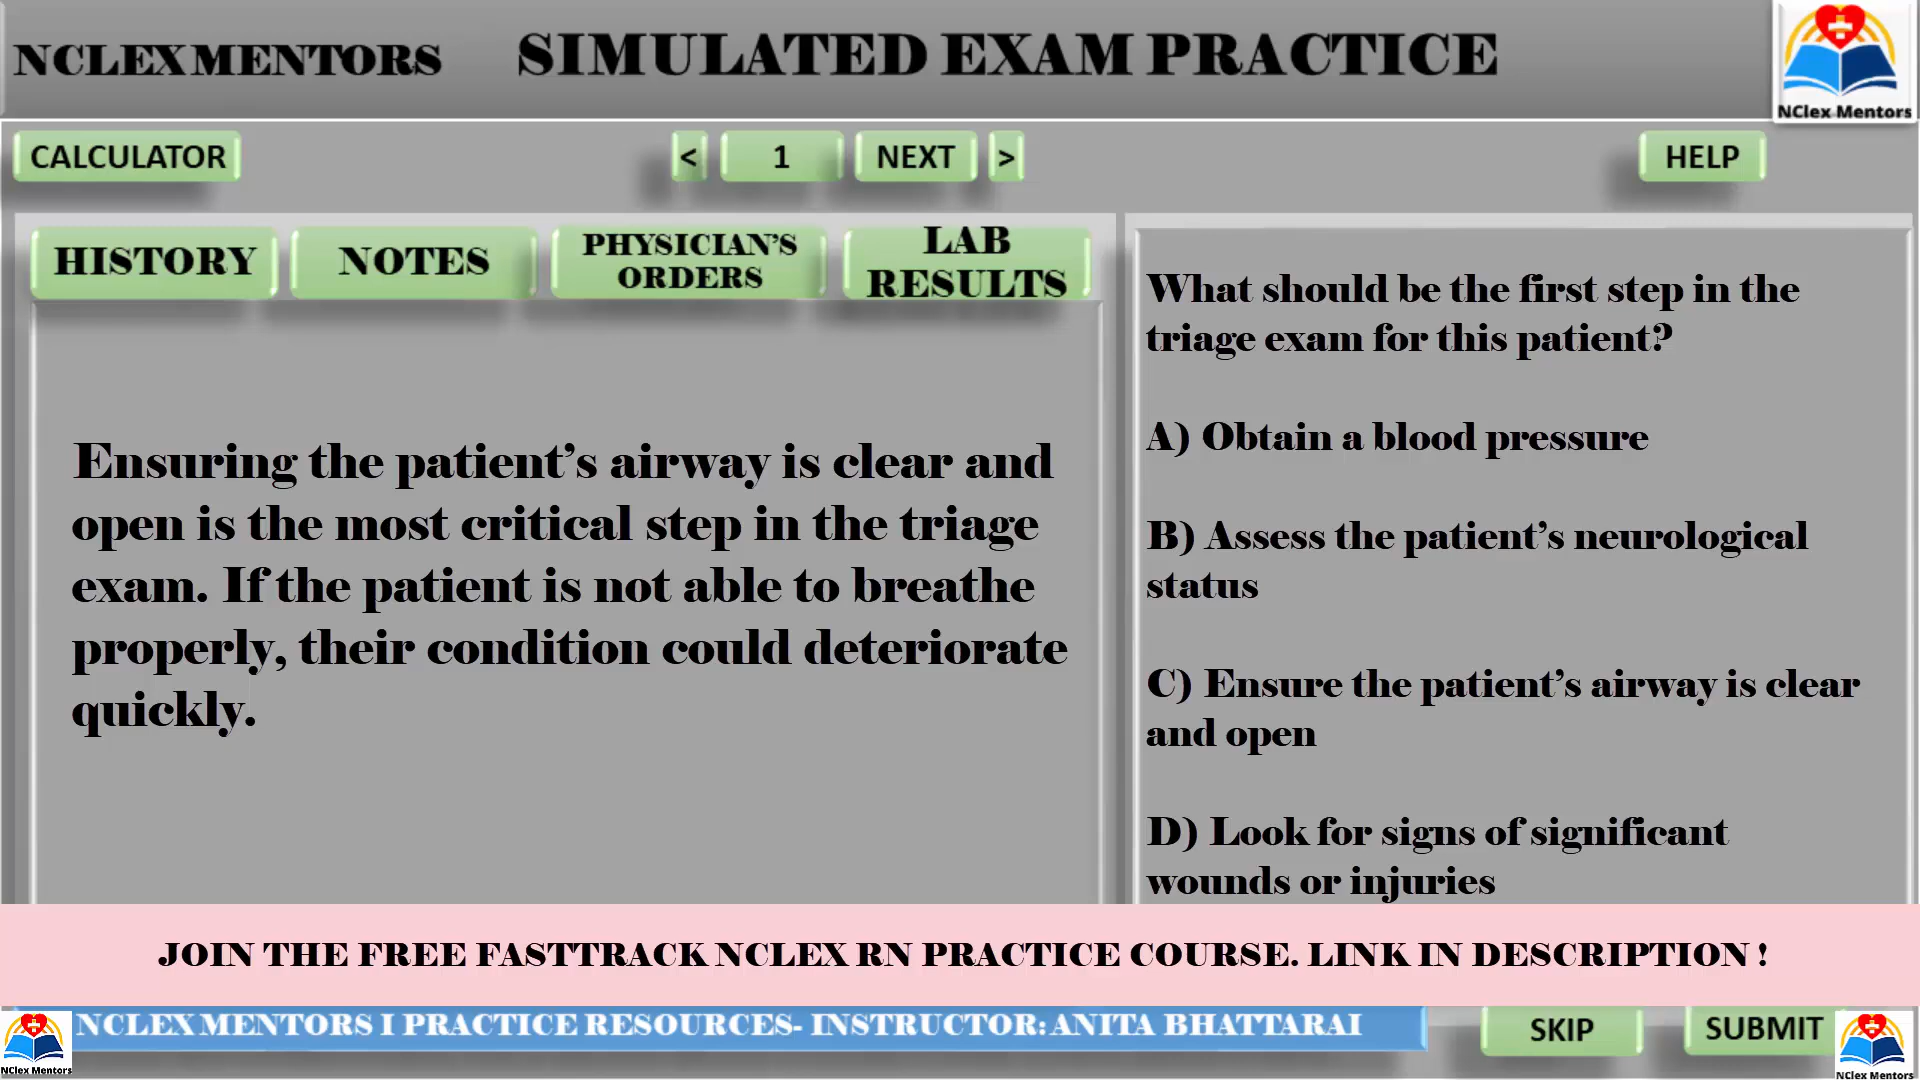 NCLEX MENTORS SIMULATED EXAM PRACTICE
NClex Mentors
CALCULATOR < 1 NEXT > HELP
HISTORY NOTES PHYSICIAN'S ORDERS LAB RESULTS
Ensuring the patient's airway is clear and
open is the most critical step in the triage
exam. If the patient is not able to breathe
properly, their condition could deteriorate
quickly.
What should be the first step in the
triage exam for this patient?
A) Obtain a blood pressure
B) Assess the patient's neurological
status
C) Ensure the patient's airway is clear
and open
D) Look for signs of significant
wounds or injuries
JOIN THE FREE FASTTRACK NCLEX RN PRACTICE COURSE. LINK IN DESCRIPTION !
NClex Mentors
NCLEX MENTORS I PRACTICE RESOURCES- INSTRUCTOR: ANITA BHATTARAI
SKIP SUBMIT
NClex Mentors